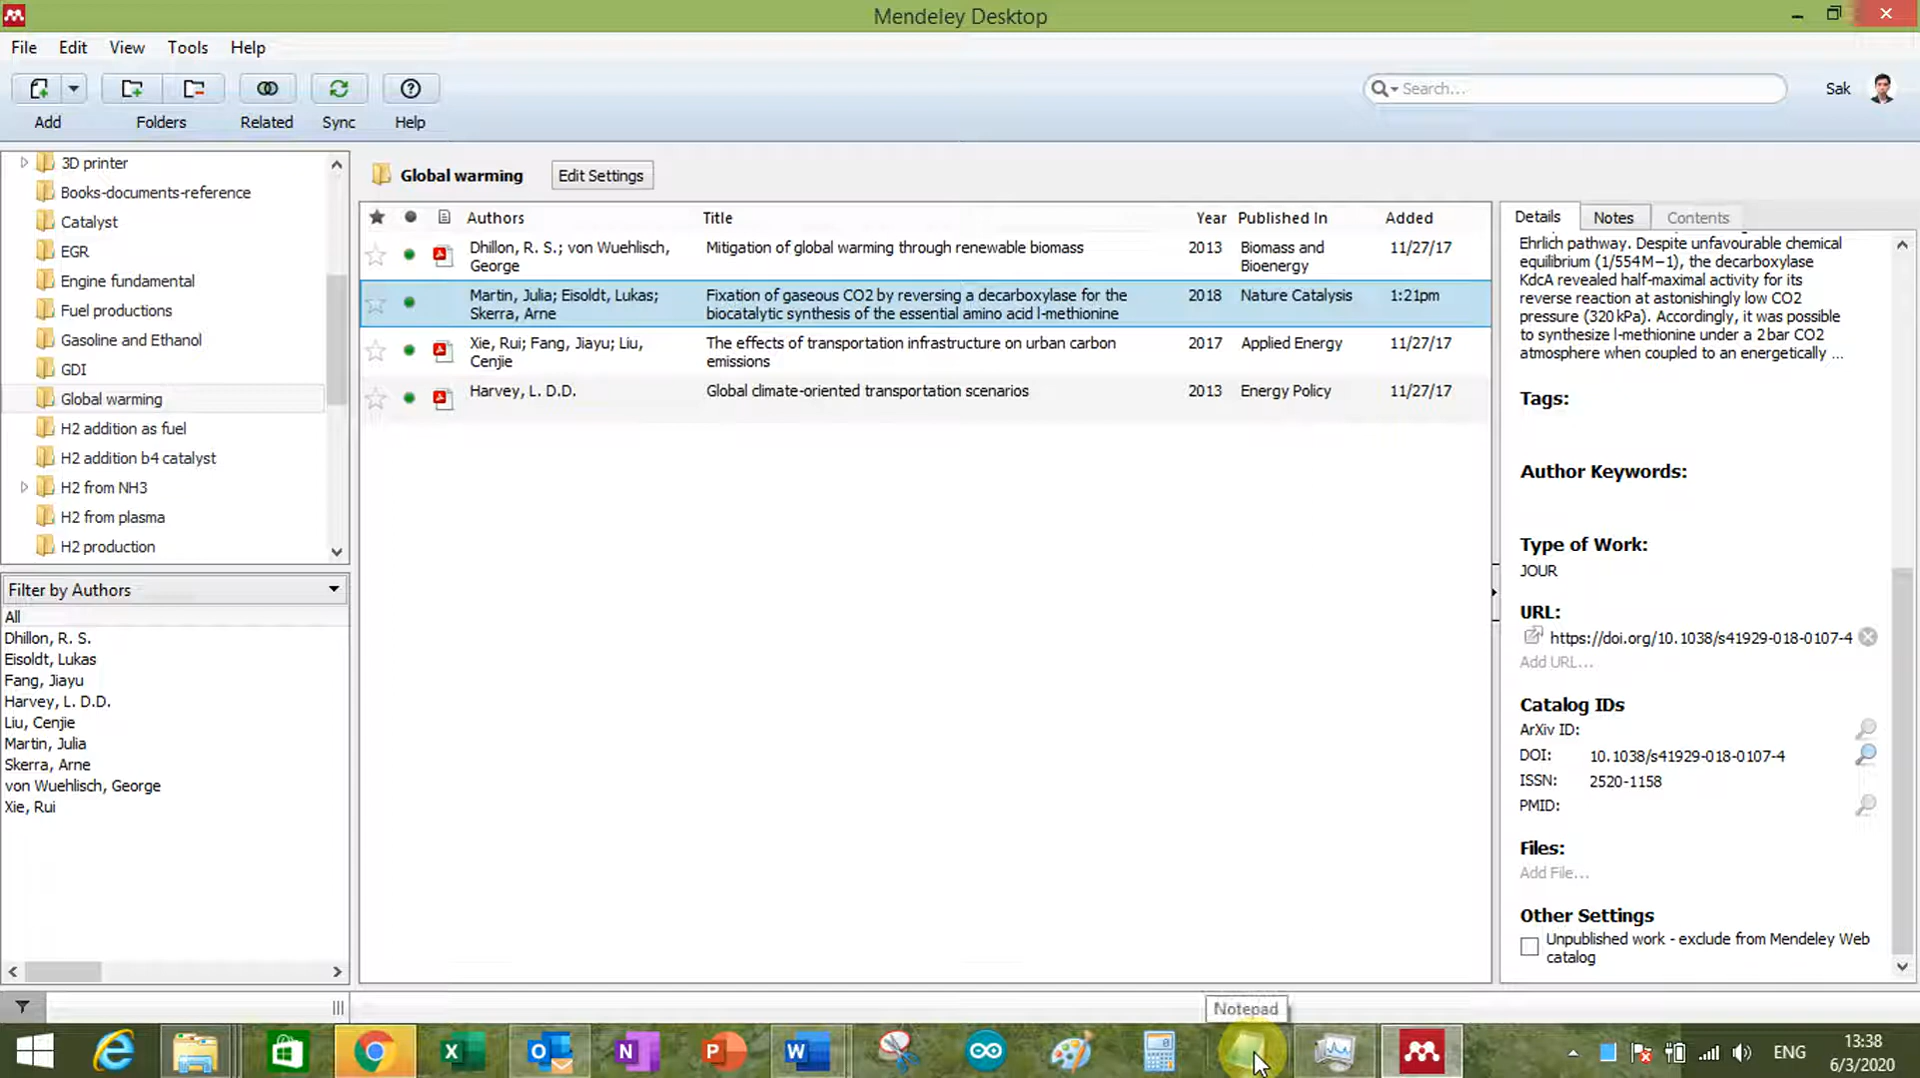 Mendeley Desktop
File Edit View Tools Help
Search...
Sak
Add Folders Related Sync Help
3D printer
Books-documents-reference
Catalyst
EGR
Engine fundamental
Fuel productions
Gasoline and Ethanol
GDI
Global warming
H2 addition as fuel
H2 addition b4 catalyst
H2 from NH3
H2 from plasma
H2 production
Filter by Authors
All
Dhillon, R. S.
Eisoldt, Lukas
Fang, Jiayu
Harvey, L. D.D.
Liu, Cenjie
Martin, Julia
Skerra, Arne
von Wuehlisch, George
Xie, Rui
Global warming Edit Settings
Authors Title Year Published In Added
Dhillon, R. S.; von Wuehlisch, Mitigation of global warming through renewable biomass 2013 Biomass and 11/27/17
George Bioenergy
Martin, Julia; Eisoldt, Lukas; Fixation of gaseous CO2 by reversing a decarboxylase for the 2018 Nature Catalysis 1:21pm
Skerra, Arne biocatalytic synthesis of the essential amino acid l-methionine
Xie, Rui; Fang, Jiayu; Liu, The effects of transportation infrastructure on urban carbon 2017 Applied Energy 11/27/17
Cenjie emissions
Harvey, L. D.D. Global climate-oriented transportation scenarios 2013 Energy Policy 11/27/17
Details Notes Contents
Ehrlich pathway. Despite unfavourable chemical
equilibrium (1/554M−1), the decarboxylase
KdcA revealed half-maximal activity for its
reverse reaction at astonishingly low CO2
pressure (320 kPa). Accordingly, it was possible
to synthesize l-methionine under a 2 bar CO2
atmosphere when coupled to an energetically ...
Tags:
Author Keywords:
Type of Work:
JOUR
URL:
https://doi.org/10.1038/s41929-018-0107-4
Add URL...
Catalog IDs
ArXiv ID:
DOI: 10.1038/s41929-018-0107-4
ISSN: 2520-1158
PMID:
Files:
Add File...
Other Settings
Unpublished work - exclude from Mendeley Web
catalog
Notepad
ENG
13:38
6/3/2020